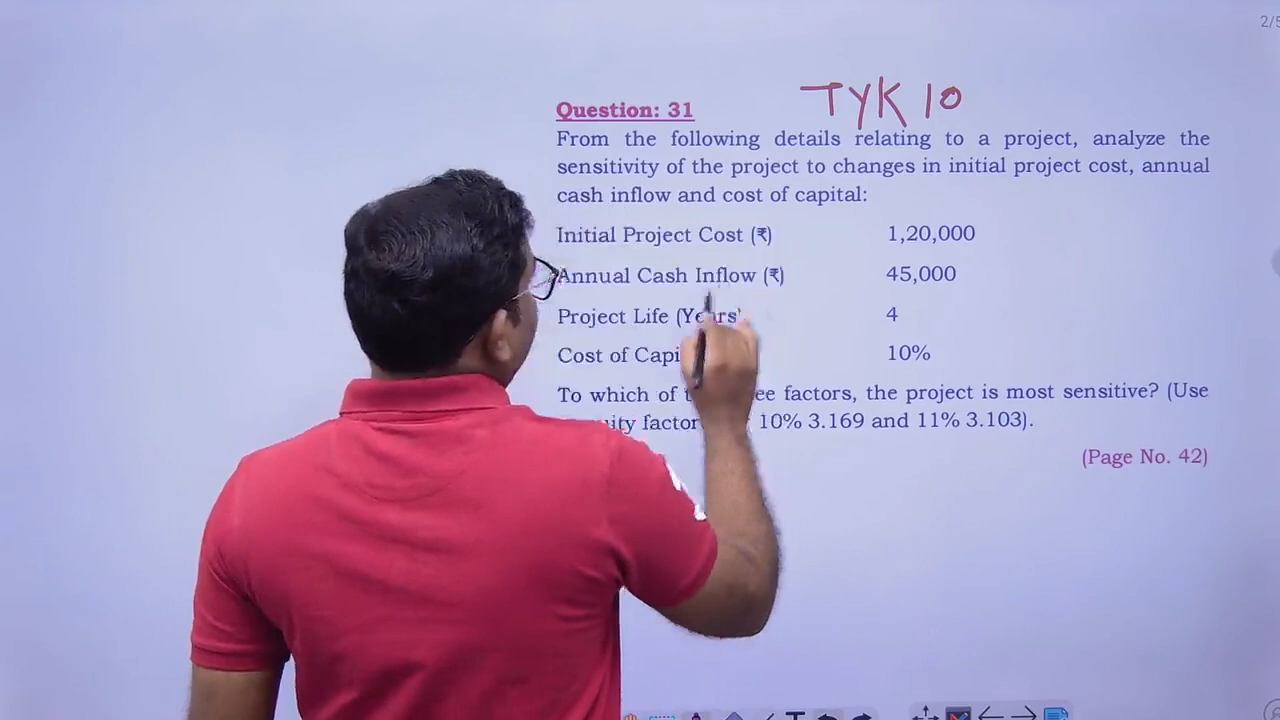 2/5
TYK 10
Question: 31
From the following details relating to a project, analyze the
sensitivity of the project to changes in initial project cost, annual
cash inflow and cost of capital:
Initial Project Cost (₹) 1,20,000
Annual Cash Inflow (₹) 45,000
Project Life (Years) 4
Cost of 10%
To which of factors, the project is most sensitive? (Use
factor 10% 3.169 and 11% 3.103).
(Page No. 42)